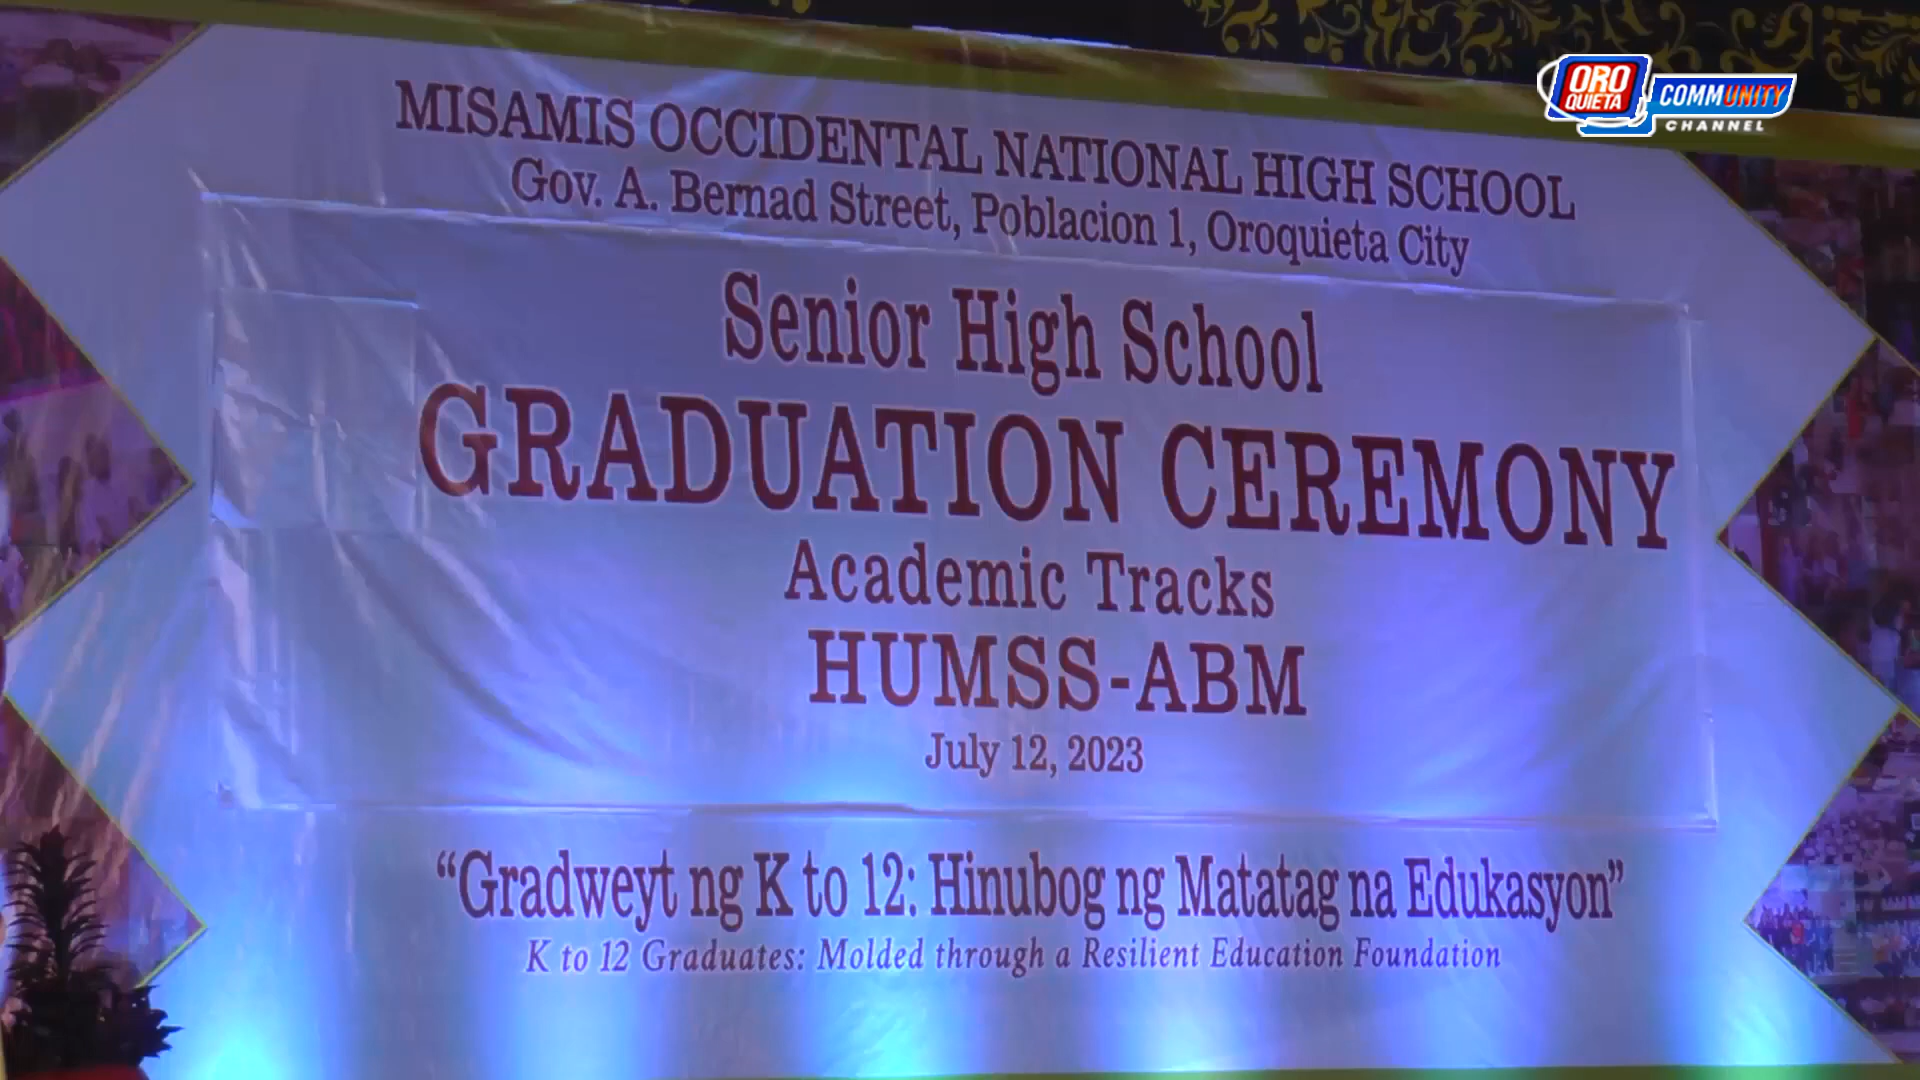 ORO
QUIETA
COMMUNITY
CHANNEL
MISAMIS OCCIDENTAL NATIONAL HIGH SCHOOL
Gov. A. Bernad Street, Poblacion 1, Oroquieta City
Senior High School
GRADUATION CEREMONY
Academic Tracks
HUMSS-ABM
July 12, 2023
“Gradweyt ng K to 12: Hinubog ng Matatag na Edukasyon”
K to 12 Graduates: Molded through a Resilient Education Foundation